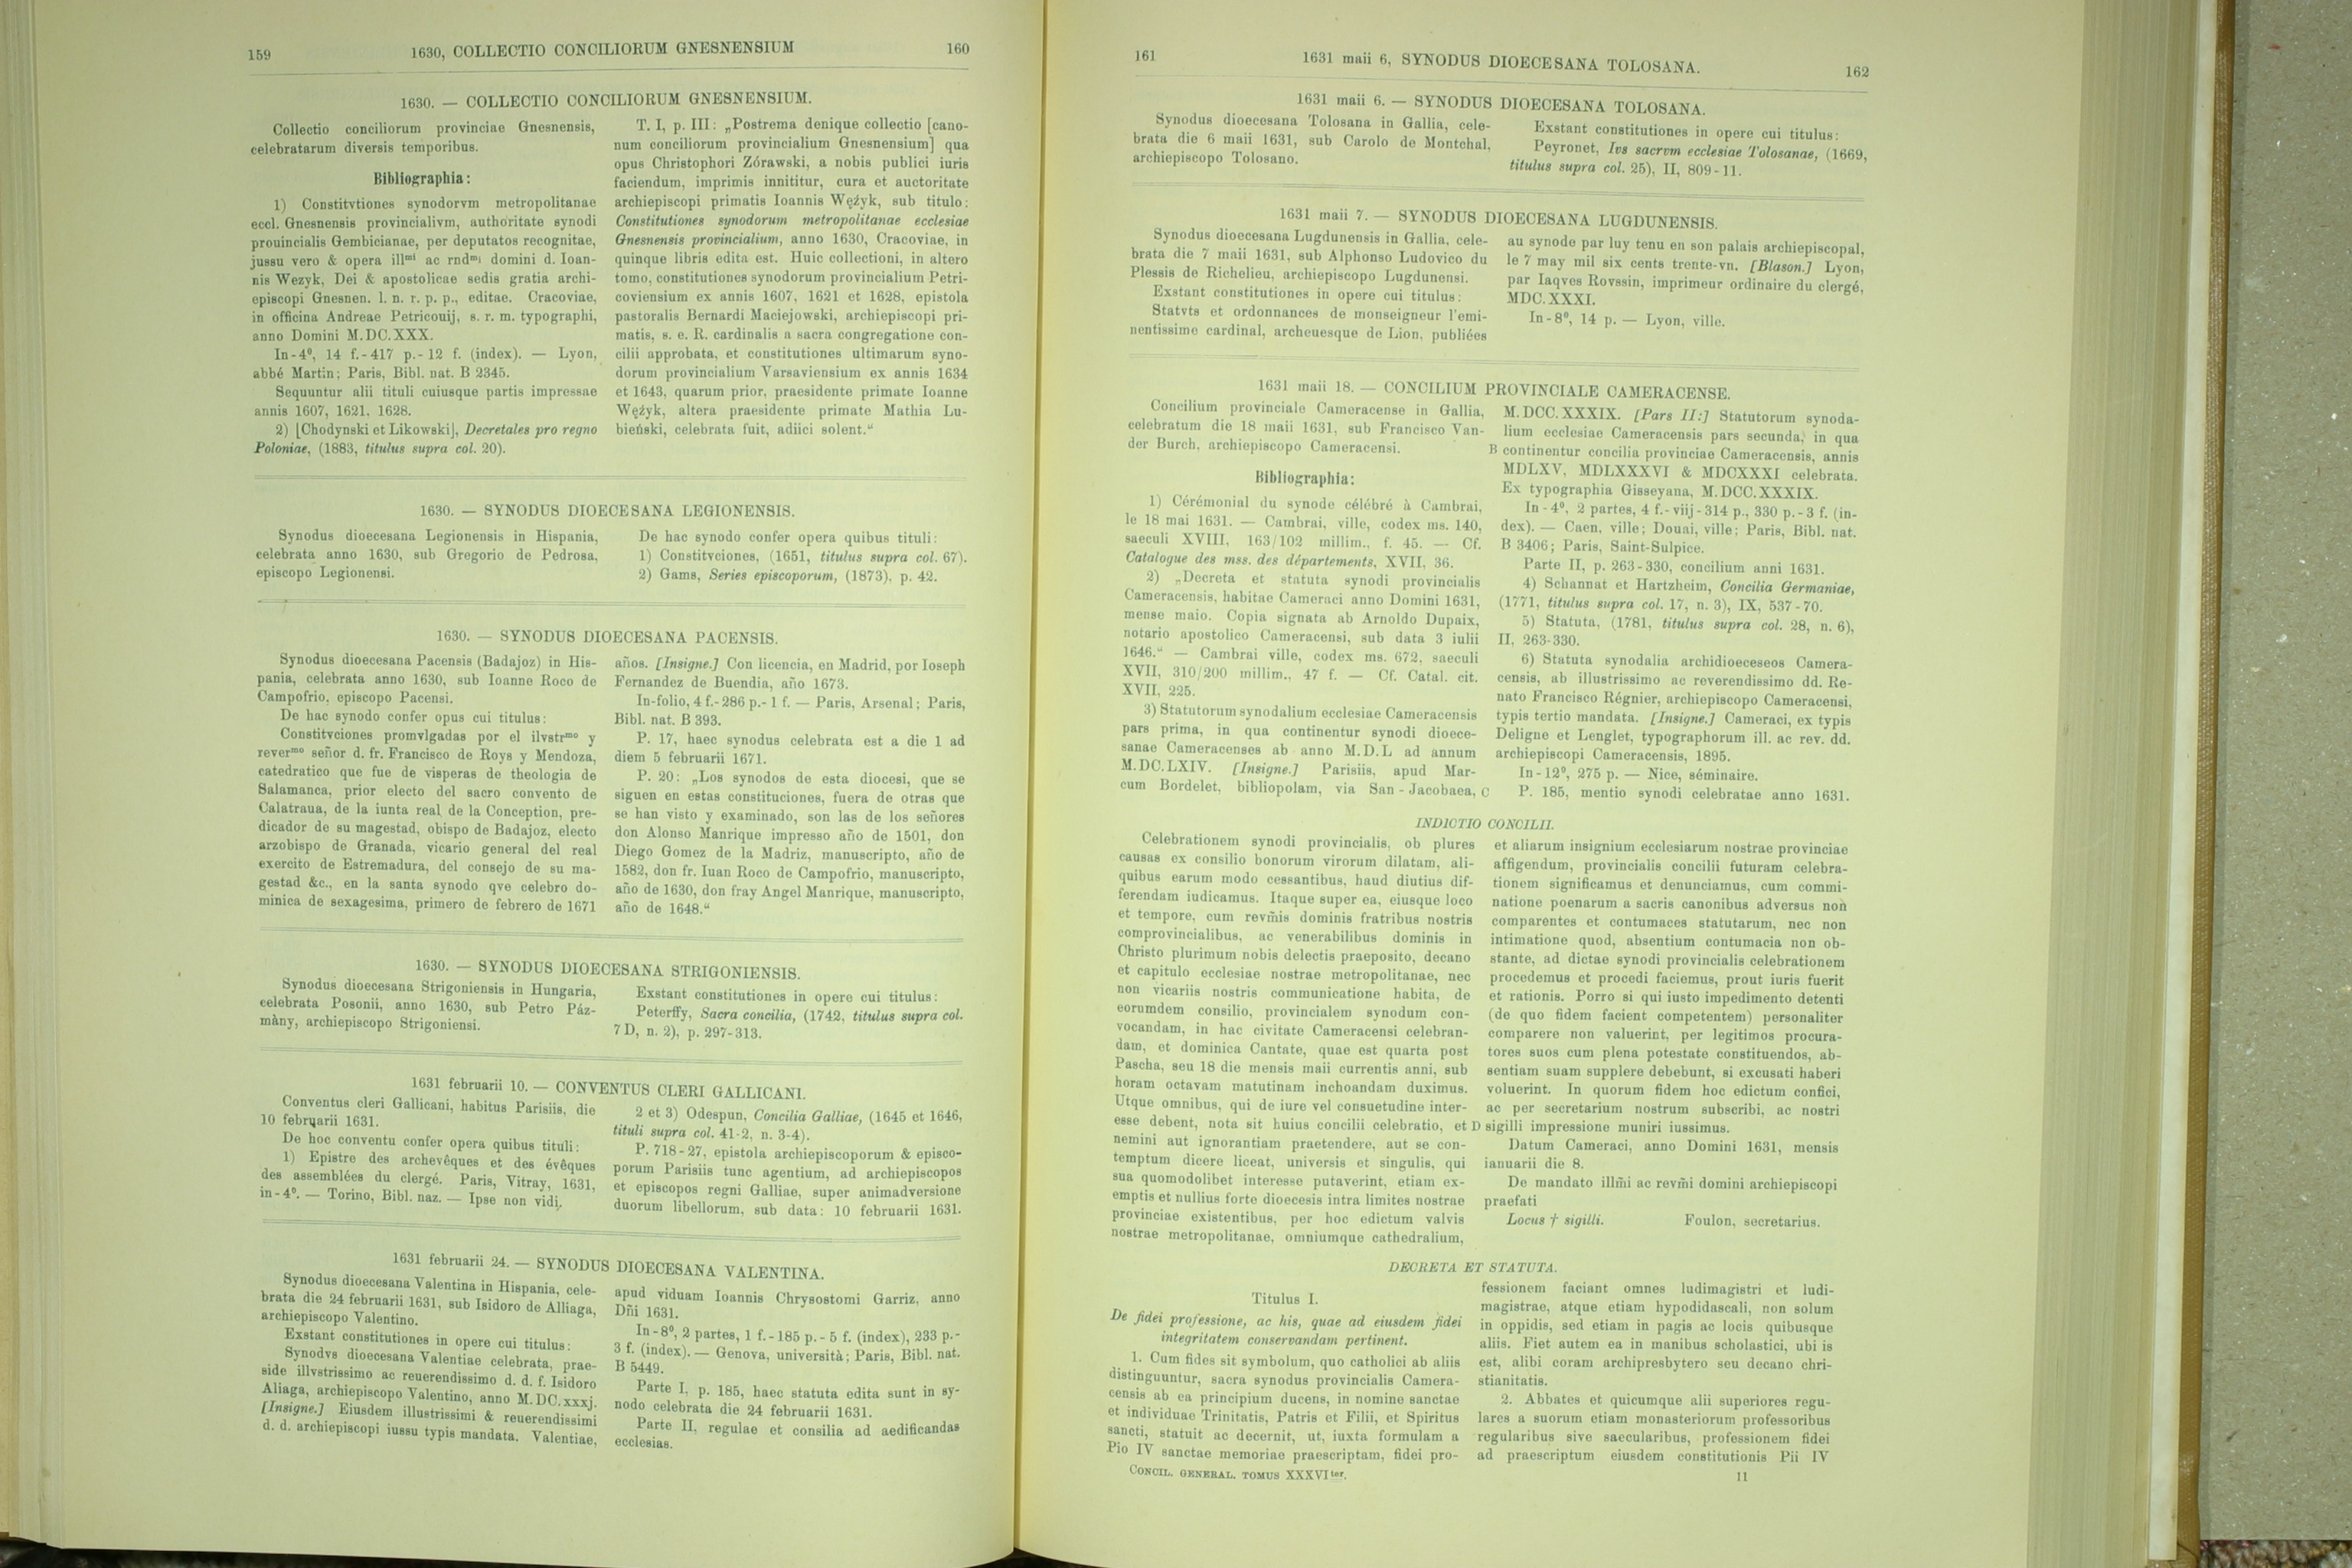 159
1630, COLLECTIO CONCILIORUM GNESNENSIUM
160
1630. — COLLECTIO CONCILIORUM GNESNENSIUM.
Collectio conciliorum provinciae Gnesnensis,
celebratarum diversis temporibus.
Bibliographia:
1) Constitvtiones synodorvm metropolitanae
eccl. Gnesnensis provincialivm, authoritate synodi
prouincialis Gembicianae, per deputatos recognitae,
jussu vero & opera illᵐⁱ ac rndᵐⁱ domini d. Ioan-
nis Wezyk, Dei & apostolicae sedis gratia archi-
episcopi Gnesnen. l. n. r. p. p., editae. Cracoviae,
in officina Andreae Petricouij, s. r. m. typographi,
anno Domini M.DC.XXX.
In-4⁰, 14 f.-417 p.-12 f. (index). — Lyon,
abbé Martin; Paris, Bibl. nat. B 2345.
Sequuntur alii tituli cuiusque partis impressae
annis 1607, 1621, 1628.
2) [Chodynski et Likowski], Decretales pro regno
Poloniae, (1883, titulus supra col. 20).
T. I, p. III: „Postrema denique collectio [cano-
num conciliorum provincialium Gnesnensium] qua
opus Christophori Zórawski, a nobis publici iuris
faciendum, imprimis innititur, cura et auctoritate
archiepiscopi primatis Ioannis Wężyk, sub titulo:
Constitutiones synodorum metropolitanae ecclesiae
Gnesnensis provincialium, anno 1630, Cracoviae, in
quinque libris edita est. Huic collectioni, in altero
tomo, constitutiones synodorum provincialium Petri-
coviensium ex annis 1607, 1621 et 1628, epistola
pastoralis Bernardi Maciejowski, archiepiscopi pri-
matis, s. e. R. cardinalis a sacra congregatione con-
cilii approbata, et constitutiones ultimarum syno-
dorum provincialium Varsaviensium ex annis 1634
et 1643, quarum prior, praesidente primate Ioanne
Wężyk, altera praesidente primate Mathia Lu-
bieński, celebrata fuit, adiici solent.“
1630. — SYNODUS DIOECESANA LEGIONENSIS.
Synodus dioecesana Legionensis in Hispania,
celebrata anno 1630, sub Gregorio de Pedrosa,
episcopo Legionensi.
De hac synodo confer opera quibus tituli:
1) Constitvciones, (1651, titulus supra col. 67).
2) Gams, Series episcoporum, (1873), p. 42.
1630. — SYNODUS DIOECESANA PACENSIS.
Synodus dioecesana Pacensis (Badajoz) in His-
pania, celebrata anno 1630, sub Ioanne Roco de
Campofrio, episcopo Pacensi.
De hac synodo confer opus cui titulus:
Constitvciones promvlgadas por el ilvstrᵐᵒ y
reverᵐᵒ señor d. fr. Francisco de Roys y Mendoza,
catedratico que fue de visperas de theologia de
Salamanca, prior electo del sacro convento de
Calatraua, de la iunta real de la Conception, pre-
dicador de su magestad, obispo de Badajoz, electo
arzobispo de Granada, vicario general del real
exercito de Estremadura, del consejo de su ma-
gestad &c., en la santa synodo qve celebro do-
minica de sexagesima, primero de febrero de 1671
años. [Insigne.] Con licencia, en Madrid, por Ioseph
Fernandez de Buendia, año 1673.
In-folio, 4 f.-286 p.-1 f. — Paris, Arsenal; Paris,
Bibl. nat. B 393.
P. 17, haec synodus celebrata est a die 1 ad
diem 5 februarii 1671.
P. 20: „Los synodos de esta diocesi, que se
siguen en estas constituciones, fuera de otras que
se han visto y examinado, son las de los señores
don Alonso Manrique impresso año de 1501, don
Diego Gomez de la Madriz, manuscripto, año de
1582, don fr. Iuan Roco de Campofrio, manuscripto,
año de 1630, don fray Angel Manrique, manuscripto,
año de 1648.“
1630. — SYNODUS DIOECESANA STRIGONIENSIS.
Synodus dioecesana Strigoniensis in Hungaria,
celebrata Posonii, anno 1630, sub Petro Páz-
màny, archiepiscopo Strigoniensi.
Exstant constitutiones in opere cui titulus:
Peterffy, Sacra concilia, (1742, titulus supra col.
7 D, n. 2), p. 297-313.
1631 februarii 10. — CONVENTUS CLERI GALLICANI.
Conventus cleri Gallicani, habitus Parisiis, die
10 februarii 1631.
De hoc conventu confer opera quibus tituli:
1) Epistre des archevêques et des évêques
des assemblées du clergé. Paris, Vitray, 1631,
in-4⁰. — Torino, Bibl. naz. — Ipse non vidi.
2 et 3) Odespun, Concilia Galliae, (1645 et 1646,
tituli supra col. 41-2, n. 3-4).
P. 718-27, epistola archiepiscoporum & episco-
porum Parisiis tunc agentium, ad archiepiscopos
et episcopos regni Galliae, super animadversione
duorum libellorum, sub data: 10 februarii 1631.
1631 februarii 24. — SYNODUS DIOECESANA VALENTINA.
Synodus dioecesana Valentina in Hispania, cele-
brata die 24 februarii 1631, sub Isidoro de Alliaga,
archiepiscopo Valentino.
Exstant constitutiones in opere cui titulus:
Synodvs dioecesana Valentiae celebrata, prae-
side illvstrissimo ac reuerendissimo d. d. f. Isidoro
Aliaga, archiepiscopo Valentino, anno M.DC.xxxj.
[Insigne.] Eiusdem illustrissimi & reuerendissimi
d. d. archiepiscopi iussu typis mandata. Valentiae,
apud viduam Ioannis Chrysostomi Garriz, anno
Dñi 1631.
In-8⁰, 2 partes, 1 f.-185 p.-5 f. (index), 233 p.-
3 f. (index). — Genova, università; Paris, Bibl. nat.
B 5449.
Parte I, p. 185, haec statuta edita sunt in sy-
nodo celebrata die 24 februarii 1631.
Parte II, regulae et consilia ad aedificandas
ecclesias.
161
1631 maii 6, SYNODUS DIOECESANA TOLOSANA.
162
1631 maii 6. — SYNODUS DIOECESANA TOLOSANA.
Synodus dioecesana Tolosana in Gallia, cele-
brata die 6 maii 1631, sub Carolo de Montchal,
archiepiscopo Tolosano.
Exstant constitutiones in opere cui titulus:
Peyronet, Ivs sacrvm ecclesiae Tolosanae, (1669,
titulus supra col. 25), II, 809-11.
1631 maii 7. — SYNODUS DIOECESANA LUGDUNENSIS.
Synodus dioecesana Lugdunensis in Gallia, cele-
brata die 7 maii 1631, sub Alphonso Ludovico du
Plessis de Richelieu, archiepiscopo Lugdunensi.
Exstant constitutiones in opere cui titulus:
Statvts et ordonnances de monseigneur l'emi-
nentissime cardinal, archeuesque de Lion, publiées
au synode par luy tenu en son palais archiepiscopal,
le 7 may mil six cents trente-vn. [Blason.] Lyon,
par Iaqves Rovssin, imprimeur ordinaire du clergé,
MDC.XXXI.
In-8⁰, 14 p. — Lyon, ville.
1631 maii 18. — CONCILIUM PROVINCIALE CAMERACENSE.
Concilium provinciale Cameracense in Gallia,
celebratum die 18 maii 1631, sub Francisco Van-
der Burch, archiepiscopo Cameracensi.
Bibliographia:
1) Cérémonial du synode célébré à Cambrai,
le 18 mai 1631. — Cambrai, ville, codex ms. 140,
saeculi XVIII, 163/102 millim., f. 45. — Cf.
Catalogue des mss. des départements, XVII, 36.
2) „Decreta et statuta synodi provincialis
Cameracensis, habitae Cameraci anno Domini 1631,
mense maio. Copia signata ab Arnoldo Dupaix,
notario apostolico Cameracensi, sub data 3 iulii
1646.“ — Cambrai ville, codex ms. 672, saeculi
XVII, 310/200 millim., 47 f. — Cf. Catal. cit.
XVII, 225.
3) Statutorum synodalium ecclesiae Cameracensis
pars prima, in qua continentur synodi dioece-
sanae Cameracenses ab anno M.D.L ad annum
M.DC.LXIV. [Insigne.] Parisiis, apud Mar-
cum Bordelet, bibliopolam, via San-Jacobaea, C
M.DCC.XXXIX. [Pars II:] Statutorum synoda-
lium ecclesiae Cameracensis pars secunda, in qua
B continentur concilia provinciae Cameracensis, annis
MDLXV, MDLXXXVI & MDCXXXI celebrata.
Ex typographia Gisseyana, M.DCC.XXXIX.
In-4⁰, 2 partes, 4 f.-viij-314 p., 330 p.-3 f. (in-
dex). — Caen, ville; Douai, ville; Paris, Bibl. nat.
B 3406; Paris, Saint-Sulpice.
Parte II, p. 263-330, concilium anni 1631.
4) Schannat et Hartzheim, Concilia Germaniae,
(1771, titulus supra col. 17, n. 3), IX, 537-70.
5) Statuta, (1781, titulus supra col. 28, n. 6),
II, 263-330.
6) Statuta synodalia archidioeceseos Camera-
censis, ab illustrissimo ac reverendissimo dd. Re-
nato Francisco Régnier, archiepiscopo Cameracensi,
typis tertio mandata. [Insigne.] Cameraci, ex typis
Deligne et Lenglet, typographorum ill. ac rev. dd.
archiepiscopi Cameracensis, 1895.
In-12⁰, 275 p. — Nice, séminaire.
P. 185, mentio synodi celebratae anno 1631.
INDICTIO CONCILII.
Celebrationem synodi provincialis, ob plures
causas ex consilio bonorum virorum dilatam, ali-
quibus earum modo cessantibus, haud diutius dif-
ferendam iudicamus. Itaque super ea, eiusque loco
et tempore, cum revm̃is dominis fratribus nostris
comprovincialibus, ac venerabilibus dominis in
Christo plurimum nobis delectis praeposito, decano
et capitulo ecclesiae nostrae metropolitanae, nec
non vicariis nostris communicatione habita, de
eorumdem consilio, provincialem synodum con-
vocandam, in hac civitate Cameracensi celebran-
dam, et dominica Cantate, quae est quarta post
Pascha, seu 18 die mensis maii currentis anni, sub
horam octavam matutinam inchoandam duximus.
Utque omnibus, qui de iure vel consuetudine inter-
esse debent, nota sit huius concilii celebratio, et D
nemini aut ignorantiam praetendere, aut se con-
temptum dicere liceat, universis et singulis, qui
sua quomodolibet interesse putaverint, etiam ex-
emptis et nullius forte dioecesis intra limites nostrae
provinciae existentibus, per hoc edictum valvis
nostrae metropolitanae, omniumque cathedralium,
et aliarum insignium ecclesiarum nostrae provinciae
affigendum, provincialis concilii futuram celebra-
tionem significamus et denunciamus, cum commi-
natione poenarum a sacris canonibus adversus non
comparentes et contumaces statutarum, nec non
intimatione quod, absentium contumacia non ob-
stante, ad dictae synodi provincialis celebrationem
procedemus et procedi faciemus, prout iuris fuerit
et rationis. Porro si qui iusto impedimento detenti
(de quo fidem facient competentem) personaliter
comparere non valuerint, per legitimos procura-
tores suos cum plena potestate constituendos, ab-
sentiam suam supplere debebunt, si excusati haberi
voluerint. In quorum fidem hoc edictum confici,
ac per secretarium nostrum subscribi, ac nostri
sigilli impressione muniri iussimus.
Datum Cameraci, anno Domini 1631, mensis
ianuarii die 8.
De mandato illm̃i ac revm̃i domini archiepiscopi
praefati
Locus † sigilli. Foulon, secretarius.
DECRETA ET STATUTA.
Titulus I.
De fidei professione, ac his, quae ad eiusdem fidei
integritatem conservandam pertinent.
1. Cum fides sit symbolum, quo catholici ab aliis
distinguuntur, sacra synodus provincialis Camera-
censis ab ea principium ducens, in nomine sanctae
et individuae Trinitatis, Patris et Filii, et Spiritus
sancti, statuit ac decernit, ut, iuxta formulam a
Pio IV sanctae memoriae praescriptam, fidei pro-
fessionem faciant omnes ludimagistri et ludi-
magistrae, atque etiam hypodidascali, non solum
in oppidis, sed etiam in pagis ac locis quibusque
aliis. Fiet autem ea in manibus scholastici, ubi is
est, alibi coram archipresbytero seu decano chri-
stianitatis.
2. Abbates et quicumque alii superiores regu-
lares a suorum etiam monasteriorum professoribus
regularibus sive saecularibus, professionem fidei
ad praescriptum eiusdem constitutionis Pii IV
CONCIL. GENERAL. TOMUS XXXVI ter.
11